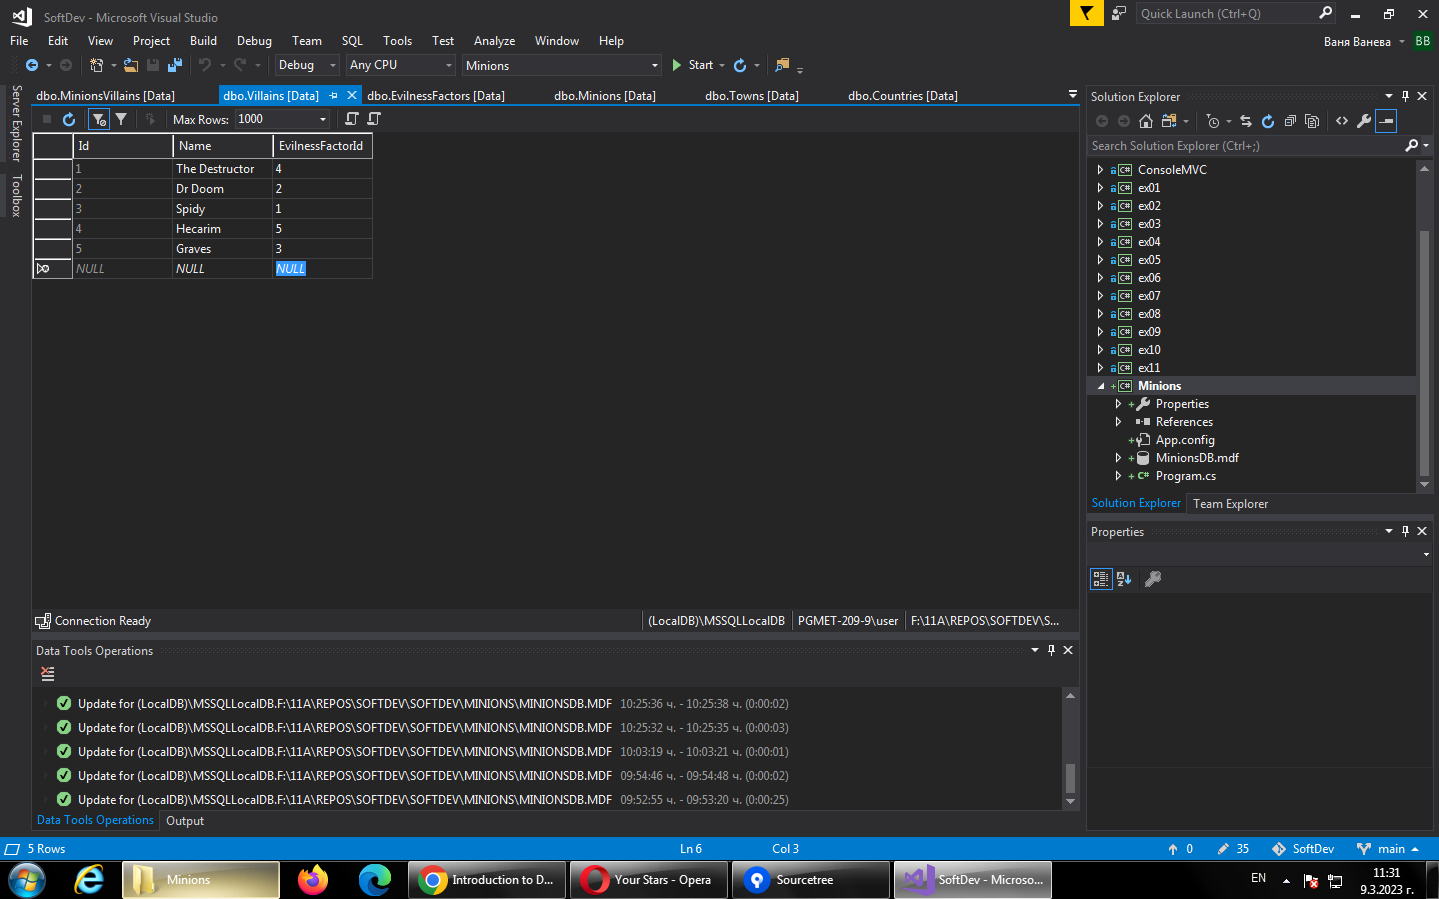 SoftDev - Microsoft Visual Studio
Quick Launch (Ctrl+Q)
File Edit View Project Build Debug Team SQL Tools Test Analyze Window Help
Ваня Ванева
ВВ
Debug Any CPU Minions Start
Server Explorer
Toolbox
dbo.MinionsVillains [Data] dbo.Villains [Data] dbo.EvilnessFactors [Data] dbo.Minions [Data] dbo.Towns [Data] dbo.Countries [Data]
Max Rows: 1000
Id Name EvilnessFactorId
1 The Destructor 4
2 Dr Doom 2
3 Spidy 1
4 Hecarim 5
5 Graves 3
NULL NULL NULL
Connection Ready
(LocalDB)\MSSQLLocalDB PGMET-209-9\user F:\11A\REPOS\SOFTDEV\S...
Data Tools Operations
Update for (LocalDB)\MSSQLLocalDB.F:\11A\REPOS\SOFTDEV\SOFTDEV\MINIONS\MINIONSDB.MDF 10:25:36 ч. - 10:25:38 ч. (0:00:02)
Update for (LocalDB)\MSSQLLocalDB.F:\11A\REPOS\SOFTDEV\SOFTDEV\MINIONS\MINIONSDB.MDF 10:25:32 ч. - 10:25:35 ч. (0:00:03)
Update for (LocalDB)\MSSQLLocalDB.F:\11A\REPOS\SOFTDEV\SOFTDEV\MINIONS\MINIONSDB.MDF 10:03:19 ч. - 10:03:21 ч. (0:00:01)
Update for (LocalDB)\MSSQLLocalDB.F:\11A\REPOS\SOFTDEV\SOFTDEV\MINIONS\MINIONSDB.MDF 09:54:46 ч. - 09:54:48 ч. (0:00:02)
Update for (LocalDB)\MSSQLLocalDB.F:\11A\REPOS\SOFTDEV\SOFTDEV\MINIONS\MINIONSDB.MDF 09:52:55 ч. - 09:53:20 ч. (0:00:25)
Data Tools Operations Output
Solution Explorer
Search Solution Explorer (Ctrl+;)
C# ConsoleMVC
C# ex01
C# ex02
C# ex03
C# ex04
C# ex05
C# ex06
C# ex07
C# ex08
C# ex09
C# ex10
C# ex11
C# Minions
Properties
References
App.config
MinionsDB.mdf
C# Program.cs
Solution Explorer Team Explorer
Properties
5 Rows Ln 6 Col 3 0 35 SoftDev main
Minions Introduction to D... Your Stars - Opera Sourcetree SoftDev - Microso...
EN
11:31
9.3.2023 г.